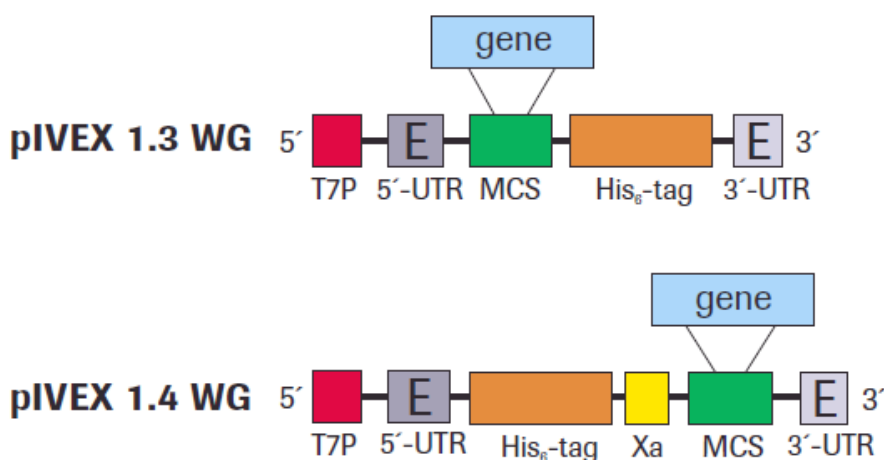 gene
pIVEX 1.3 WG 5´ E E 3´
T7P 5´-UTR MCS His₆-tag 3´-UTR
gene
pIVEX 1.4 WG 5´ E E 3´
T7P 5´-UTR His₆-tag Xa MCS 3´-UTR